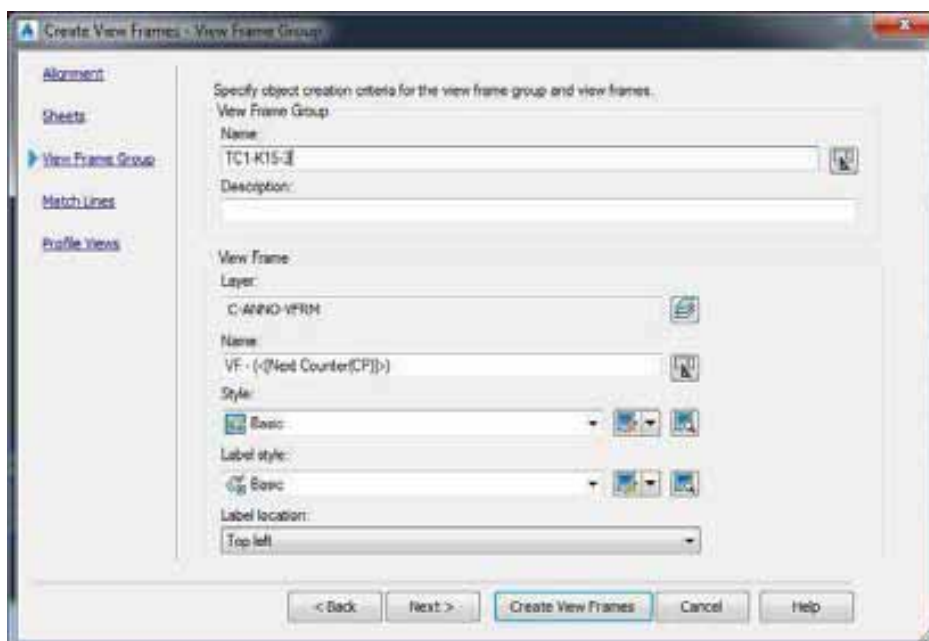 Create View Frames - View Frame Group
Alignment
Sheets
View Frame Group
Match Lines
Profile Views
Specify object creation criteria for the view frame group and view frames.
View Frame Group
Name
Description:
View Frame
Layer:
C-ANNO-VFRM
Name
VF - (<[Next Counter(CP)]>)
Style:
Basic
Label style:
Basic
Label location:
Top left
< Back
Next >
Create View Frames
Cancel
Help